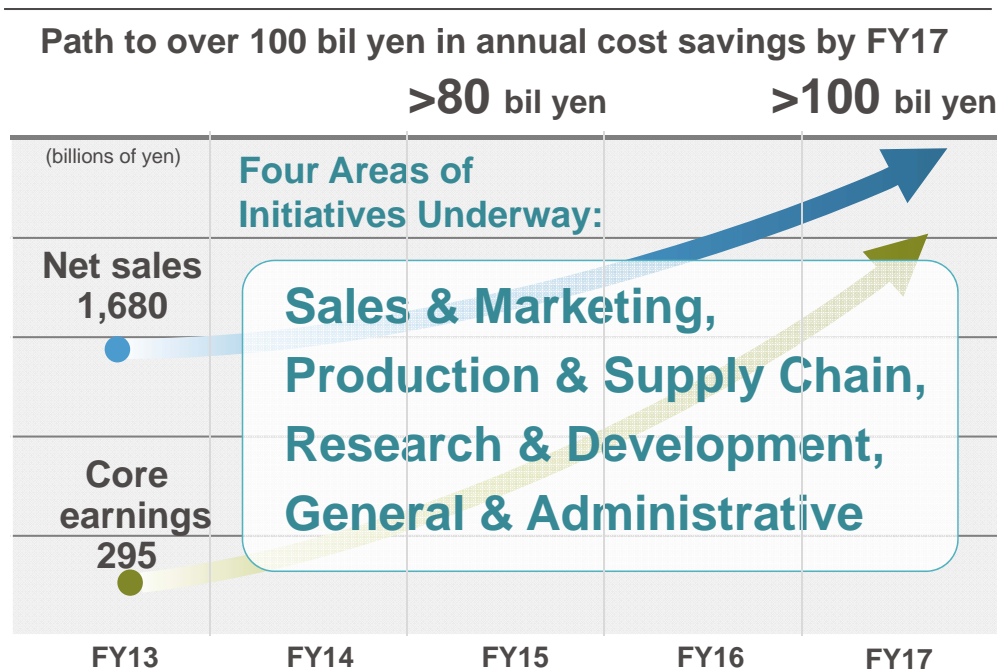 Path to over 100 bil yen in annual cost savings by FY17
>80 bil yen >100 bil yen
(billions of yen)
Four Areas of
Initiatives Underway:
Net sales
1,680
Sales & Marketing,
Production & Supply Chain,
Research & Development,
General & Administrative
Core
earnings
295
FY13 FY14 FY15 FY16 FY17